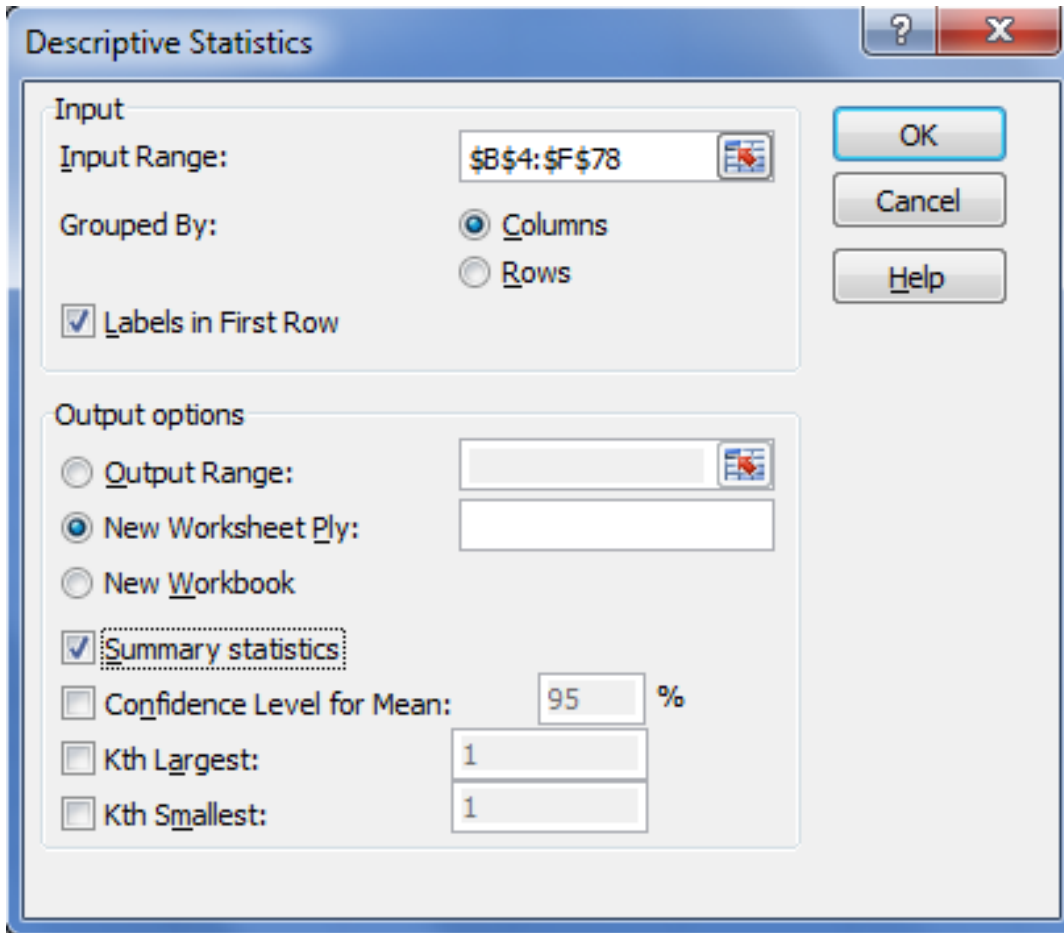 Descriptive Statistics
?
X
Input
Input Range:
$B$4:$F$78
OK
Grouped By:
Columns
Cancel
Rows
Help
Labels in First Row
Output options
Output Range:
New Worksheet Ply:
New Workbook
Summary statistics
Confidence Level for Mean:
95
%
Kth Largest:
1
Kth Smallest:
1